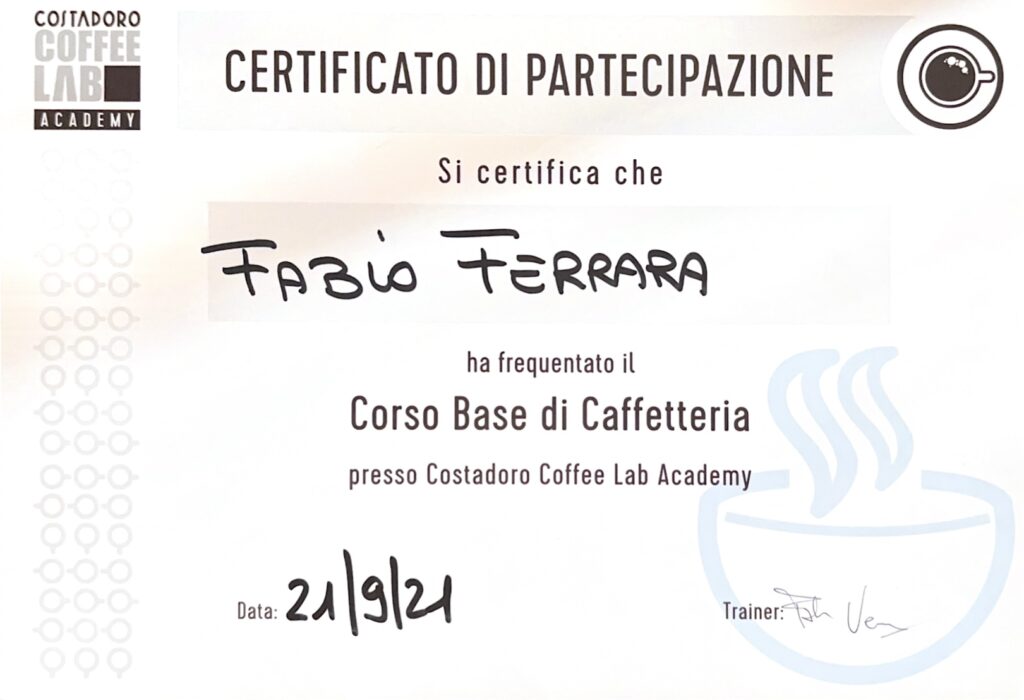 COSTADORO
COFFEE
LAB
ACADEMY
CERTIFICATO DI PARTECIPAZIONE
Si certifica che
FABiO FERRARA
ha frequentato il
Corso Base di Caffetteria
presso Costadoro Coffee Lab Academy
Data: 21/9/21
Trainer: